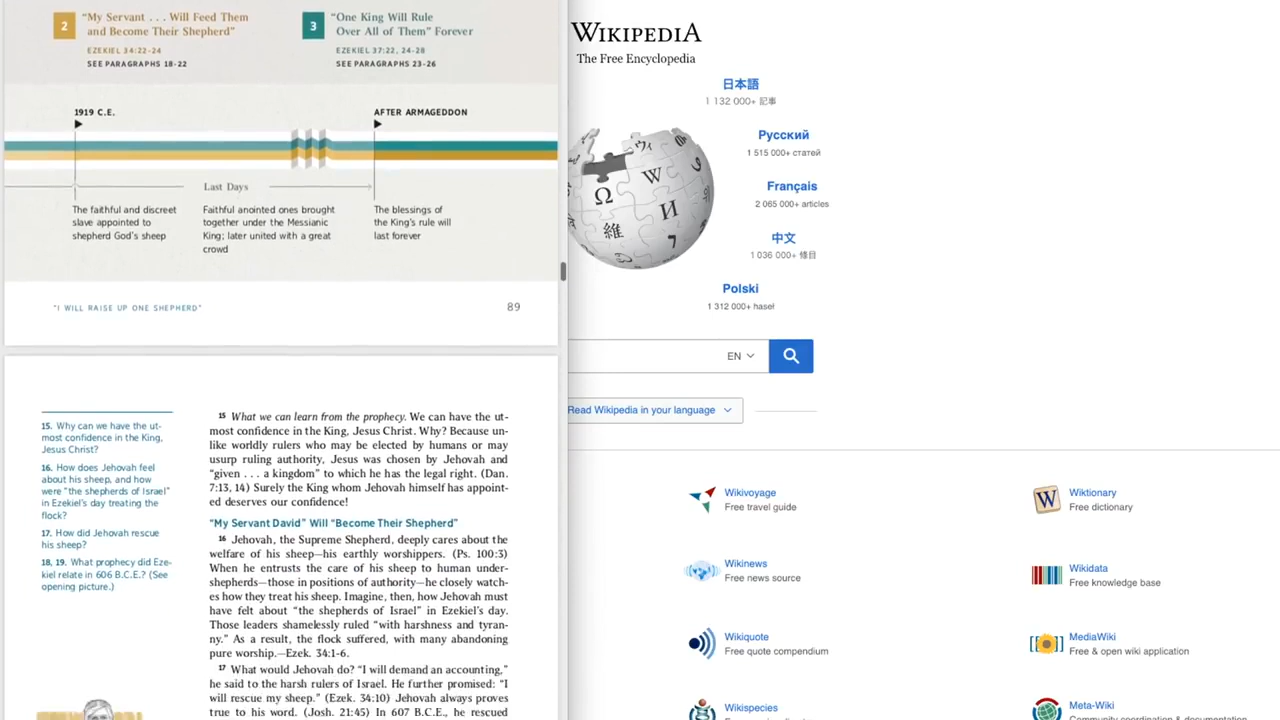 2
"My Servant . . . Will Feed Them
and Become Their Shepherd"
EZEKIEL 34:22-24
SEE PARAGRAPHS 18-22
3
"One King Will Rule
Over All of Them" Forever
EZEKIEL 37:22, 24-28
SEE PARAGRAPHS 23-26
1919 C.E.
AFTER ARMAGEDDON
Last Days
The faithful and discreet
slave appointed to
shepherd God's sheep
Faithful anointed ones brought
together under the Messianic
King; later united with a great
crowd
The blessings of
the King's rule will
last forever
"I WILL RAISE UP ONE SHEPHERD"
89
15. Why can we have the ut-
most confidence in the King,
Jesus Christ?
16. How does Jehovah feel
about his sheep, and how
were "the shepherds of Israel"
in Ezekiel's day treating the
flock?
17. How did Jehovah rescue
his sheep?
18, 19. What prophecy did Eze-
kiel relate in 606 B.C.E.? (See
opening picture.)
15 What we can learn from the prophecy. We can have the ut-
most confidence in the King, Jesus Christ. Why? Because un-
like worldly rulers who may be elected by humans or may
usurp ruling authority, Jesus was chosen by Jehovah and
"given . . . a kingdom" to which he has the legal right. (Dan.
7:13, 14) Surely the King whom Jehovah himself has appoint-
ed deserves our confidence!
"My Servant David" Will "Become Their Shepherd"
16 Jehovah, the Supreme Shepherd, deeply cares about the
welfare of his sheep—his earthly worshippers. (Ps. 100:3)
When he entrusts the care of his sheep to human under-
shepherds—those in positions of authority—he closely watch-
es how they treat his sheep. Imagine, then, how Jehovah must
have felt about "the shepherds of Israel" in Ezekiel's day.
Those leaders shamelessly ruled "with harshness and tyran-
ny." As a result, the flock suffered, with many abandoning
pure worship.—Ezek. 34:1-6.
17 What would Jehovah do? "I will demand an accounting,"
he said to the harsh rulers of Israel. He further promised: "I
will rescue my sheep." (Ezek. 34:10) Jehovah always proves
true to his word. (Josh. 21:45) In 607 B.C.E., he rescued
WIKIPEDIA
The Free Encyclopedia
日本語
1 132 000+ 記事
Русский
1 515 000+ статей
Français
2 065 000+ articles
中文
1 036 000+ 條目
Polski
1 312 000+ haseł
Ω
W
И
維
ウィ
7
EN
Read Wikipedia in your language
Wikivoyage
Free travel guide
Wiktionary
Free dictionary
W
Wikinews
Free news source
Wikidata
Free knowledge base
Wikiquote
Free quote compendium
MediaWiki
Free & open wiki application
Wikispecies
Meta-Wiki
Community coordination & documentation